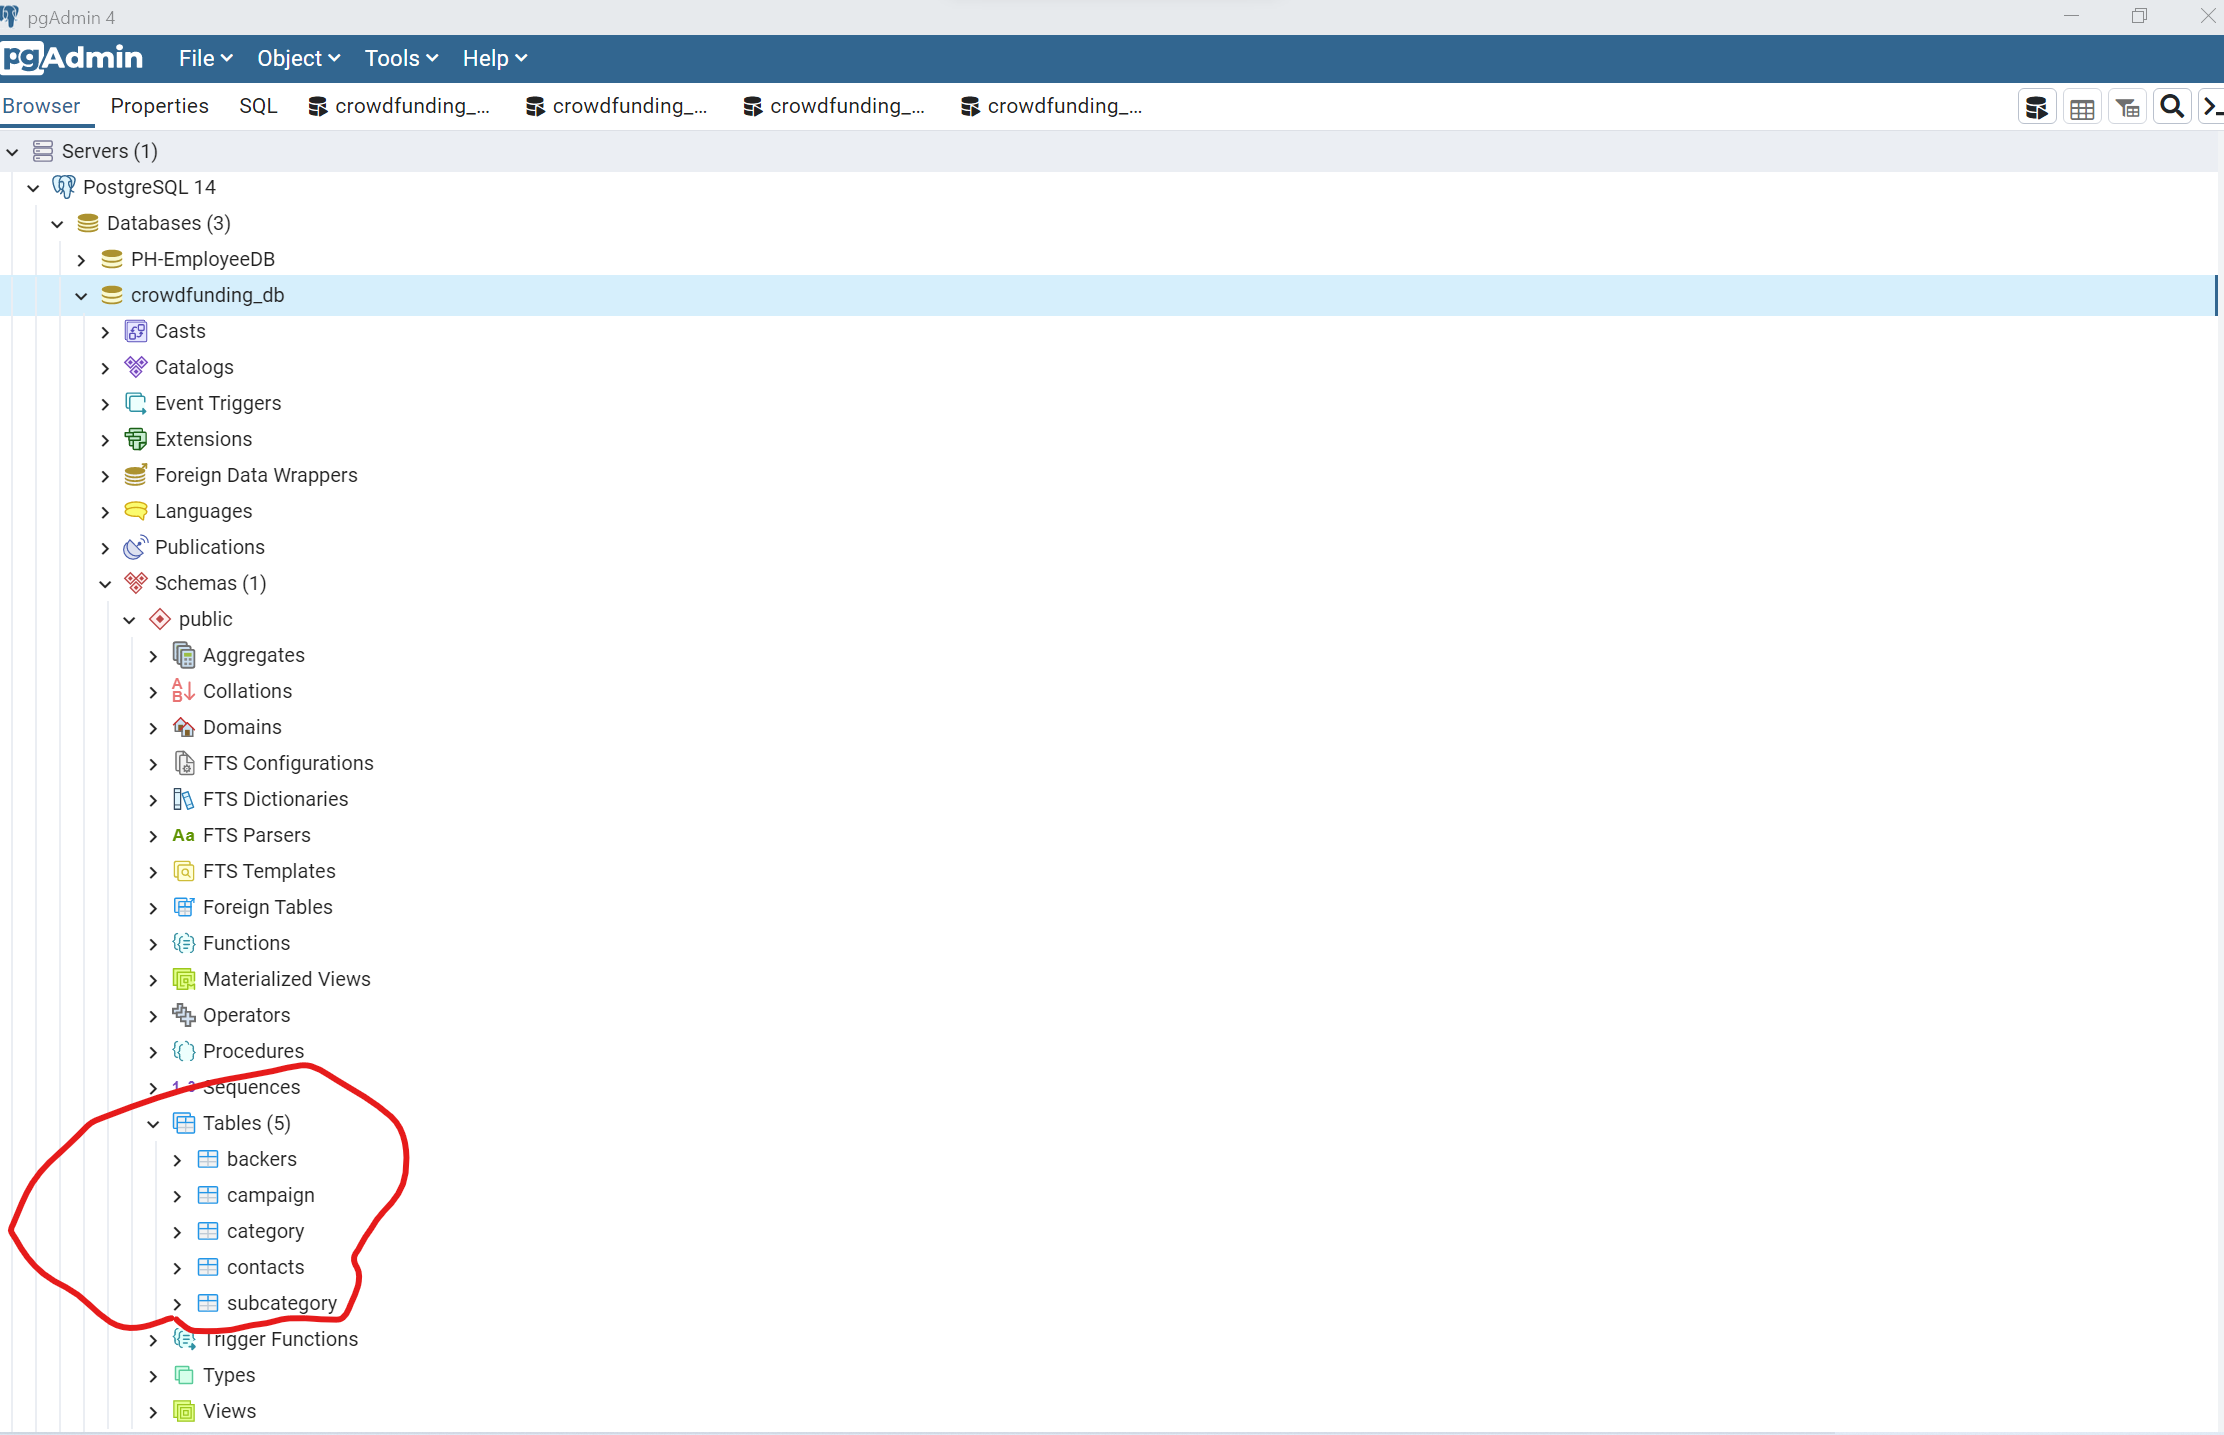 pgAdmin 4
pgAdmin File Object Tools Help
Browser Properties SQL crowdfunding_... crowdfunding_... crowdfunding_... crowdfunding_...
Servers (1)
PostgreSQL 14
Databases (3)
PH-EmployeeDB
crowdfunding_db
Casts
Catalogs
Event Triggers
Extensions
Foreign Data Wrappers
Languages
Publications
Schemas (1)
public
Aggregates
Collations
Domains
FTS Configurations
FTS Dictionaries
Aa FTS Parsers
FTS Templates
Foreign Tables
Functions
Materialized Views
Operators
Procedures
Sequences
Tables (5)
backers
campaign
category
contacts
subcategory
Trigger Functions
Types
Views